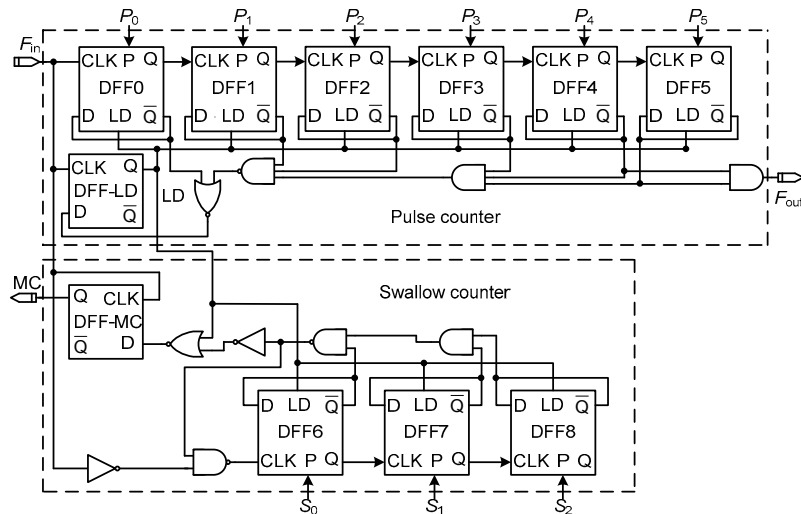 P0 P1 P2 P3 P4 P5
Fin
CLK P Q CLK P Q CLK P Q CLK P Q CLK P Q CLK P Q
DFF0 DFF1 DFF2 DFF3 DFF4 DFF5
D LD Q̅ D LD Q̅ D LD Q̅ D LD Q̅ D LD Q̅ D LD Q̅
CLK Q
DFF-LD
D Q̅
LD
Fout
Pulse counter
MC
Q CLK
DFF-MC
Q̅ D
Swallow counter
D LD Q̅ D LD Q̅ D LD Q̅
DFF6 DFF7 DFF8
CLK P Q CLK P Q CLK P Q
S0 S1 S2